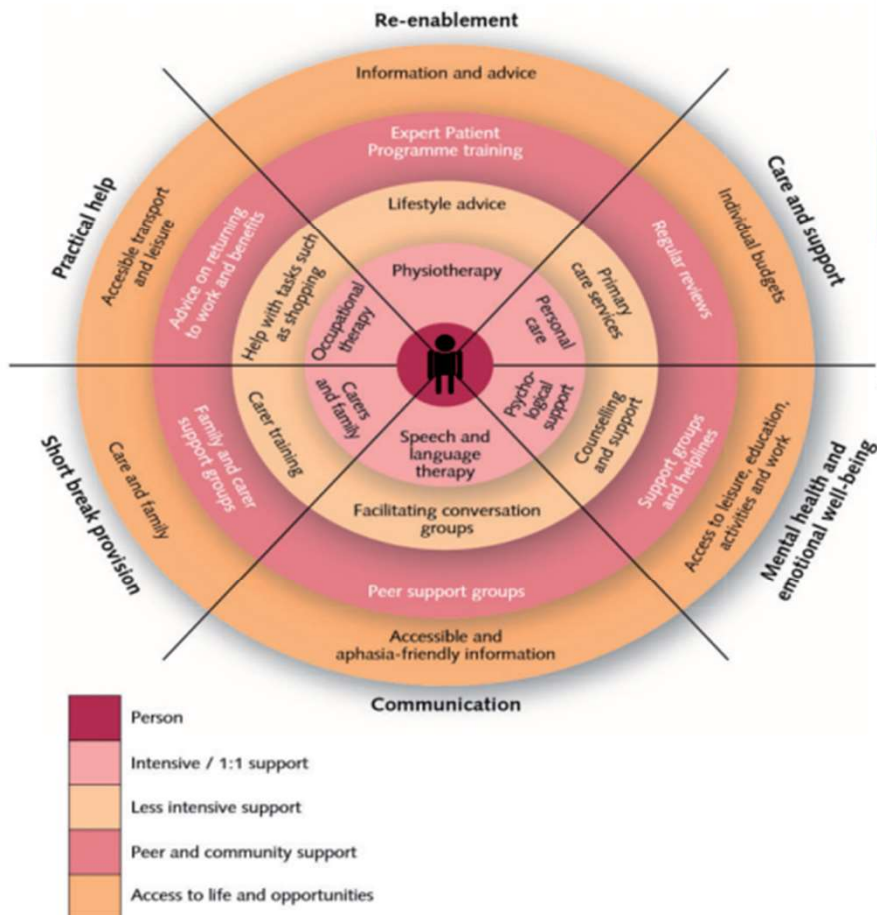 Re-enablement
Information and advice
Expert Patient
Programme training
Lifestyle advice
Physiotherapy
Care and support
Individual budgets
Regular reviews
Primary
care services
Personal
care
Mental health and
emotional well-being
Access to leisure, education,
activities and work
Support groups
and helplines
Counselling
and support
Psycho-
logical
support
Communication
Accessible and
aphasia-friendly information
Peer support groups
Facilitating conversation
groups
Speech and
language
therapy
Short break provision
Care and family
Family and carer
support groups
Carer training
Carers
and family
Practical help
Accesible transport
and leisure
Advice on returning
to work and benefits
Help with tasks such
as shopping
Occupational
therapy
Person
Intensive / 1:1 support
Less intensive support
Peer and community support
Access to life and opportunities